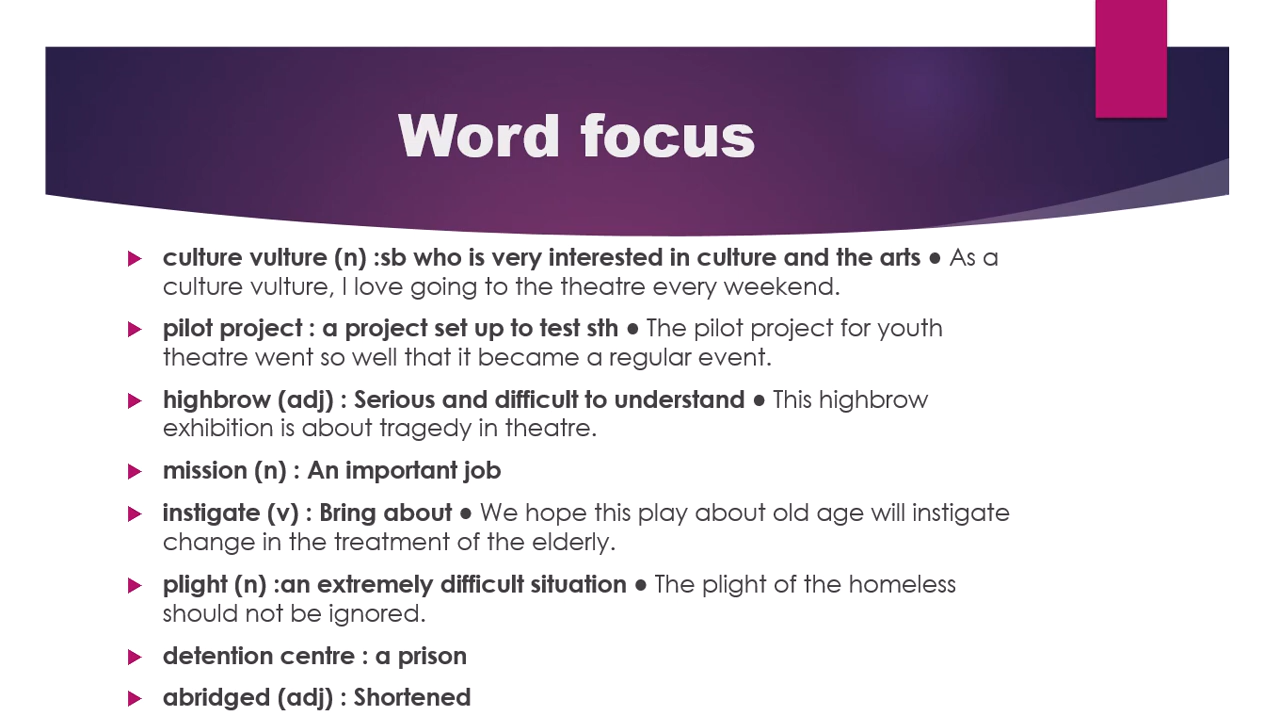 Word focus
culture vulture (n) :sb who is very interested in culture and the arts ● As a
culture vulture, I love going to the theatre every weekend.
pilot project : a project set up to test sth ● The pilot project for youth
theatre went so well that it became a regular event.
highbrow (adj) : Serious and difficult to understand ● This highbrow
exhibition is about tragedy in theatre.
mission (n) : An important job
instigate (v) : Bring about ● We hope this play about old age will instigate
change in the treatment of the elderly.
plight (n) :an extremely difficult situation ● The plight of the homeless
should not be ignored.
detention centre : a prison
abridged (adj) : Shortened